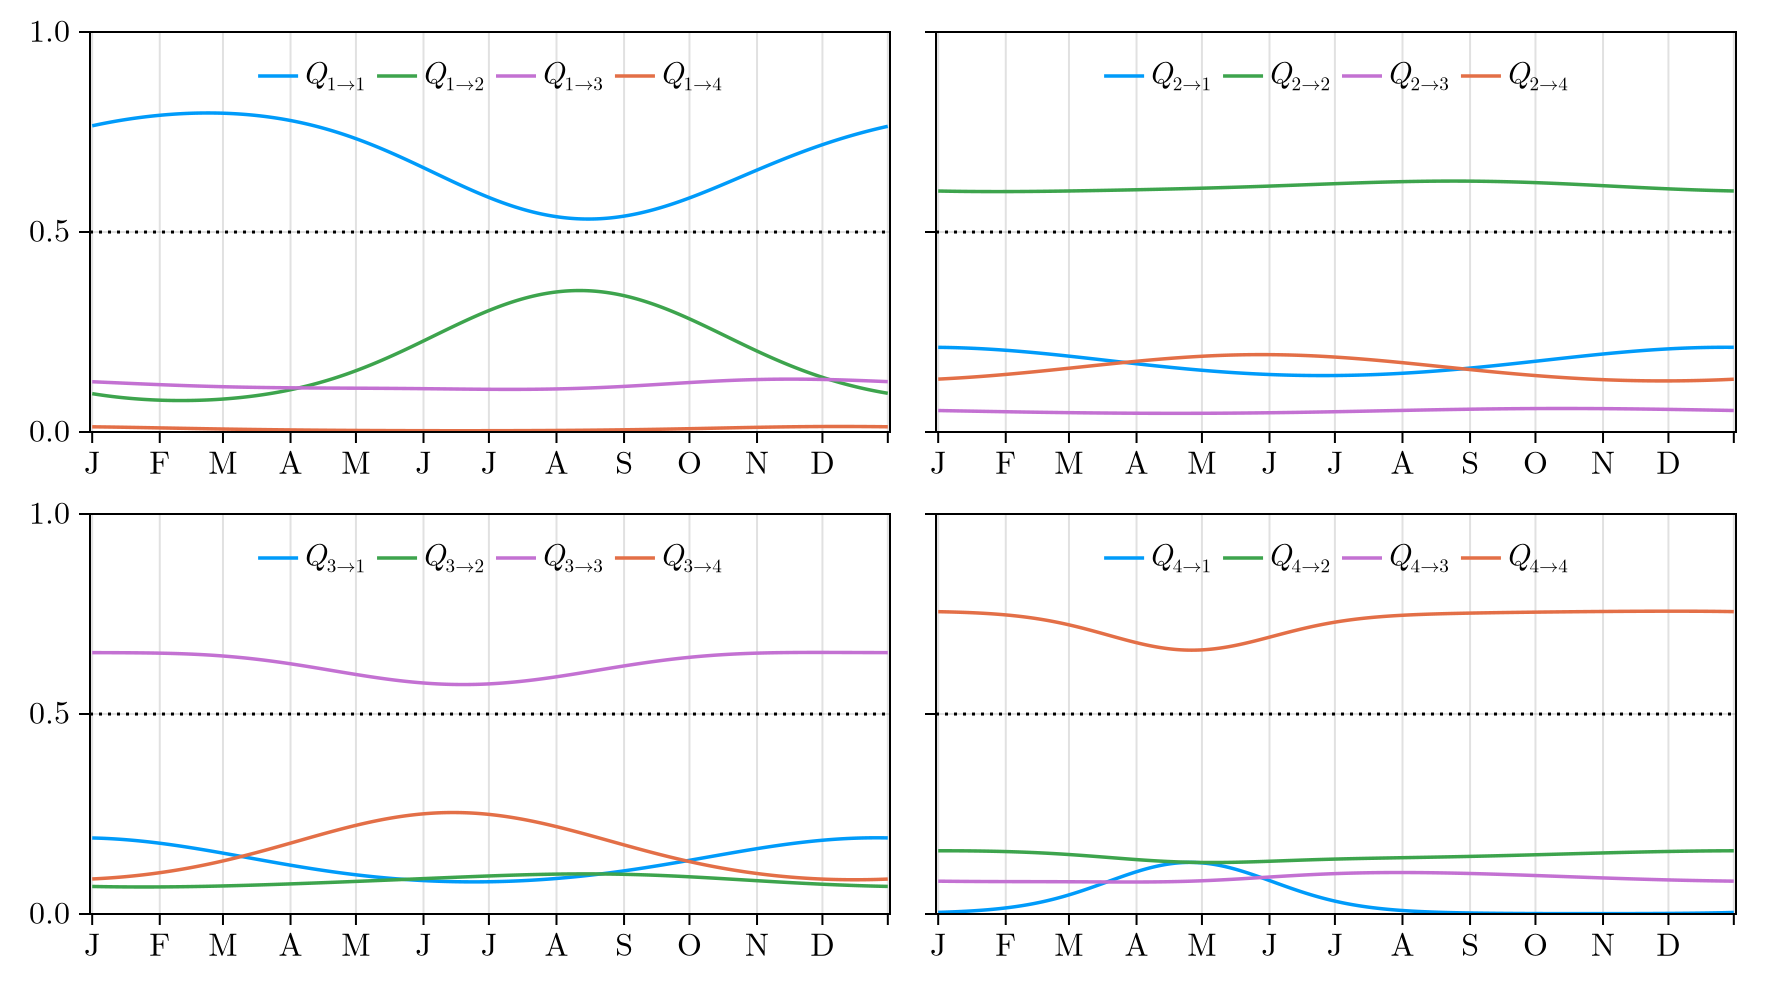 1.0
Q1→1 Q1→2 Q1→3 Q1→4
0.5
0.0
J F M A M J J A S O N D
Q2→1 Q2→2 Q2→3 Q2→4
J F M A M J J A S O N D
1.0
Q3→1 Q3→2 Q3→3 Q3→4
0.5
0.0
J F M A M J J A S O N D
Q4→1 Q4→2 Q4→3 Q4→4
J F M A M J J A S O N D